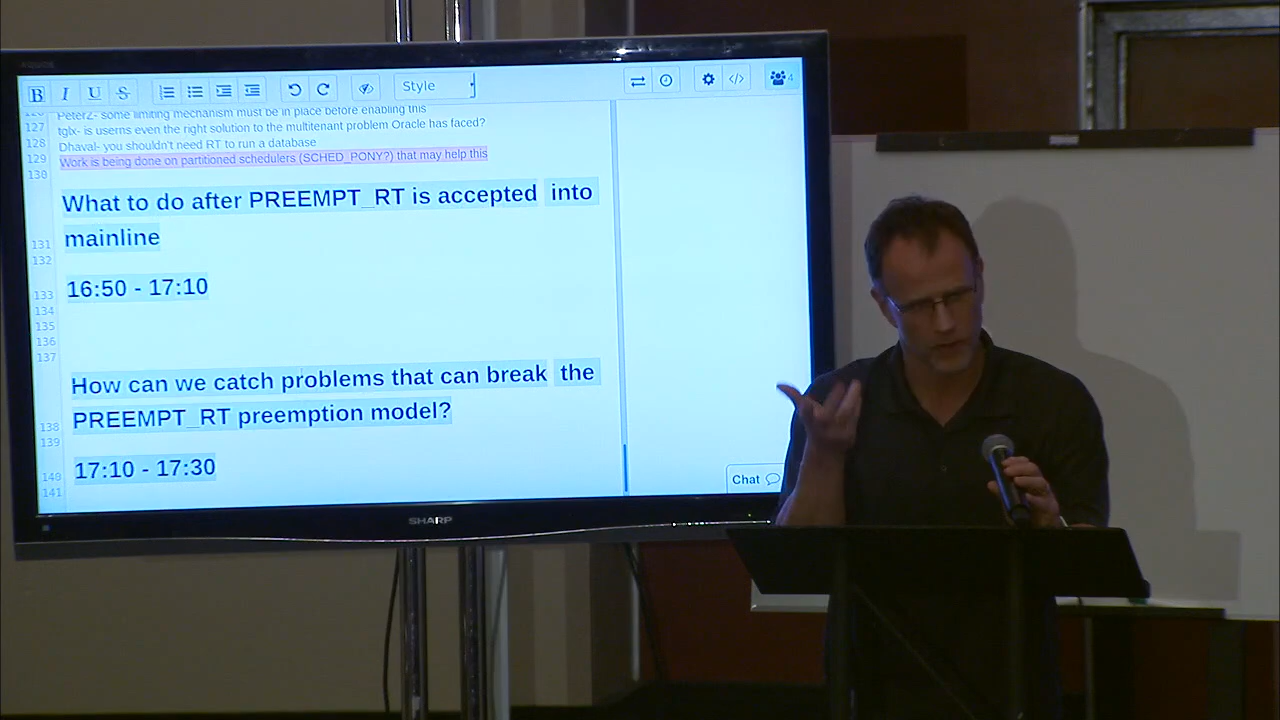 B I U S Style </> 4
PeterZ- some limiting mechanism must be in place before enabling this
127 tglx- is userns even the right solution to the multitenant problem Oracle has faced?
128 Dhaval- you shouldn't need RT to run a database
129 Work is being done on partitioned schedulers (SCHED_PONY?) that may help this
130
What to do after PREEMPT_RT is accepted into
131 mainline
132
133 16:50 - 17:10
134
135
136
137
How can we catch problems that can break the
138 PREEMPT_RT preemption model?
139
140 17:10 - 17:30
141
Chat
SHARP